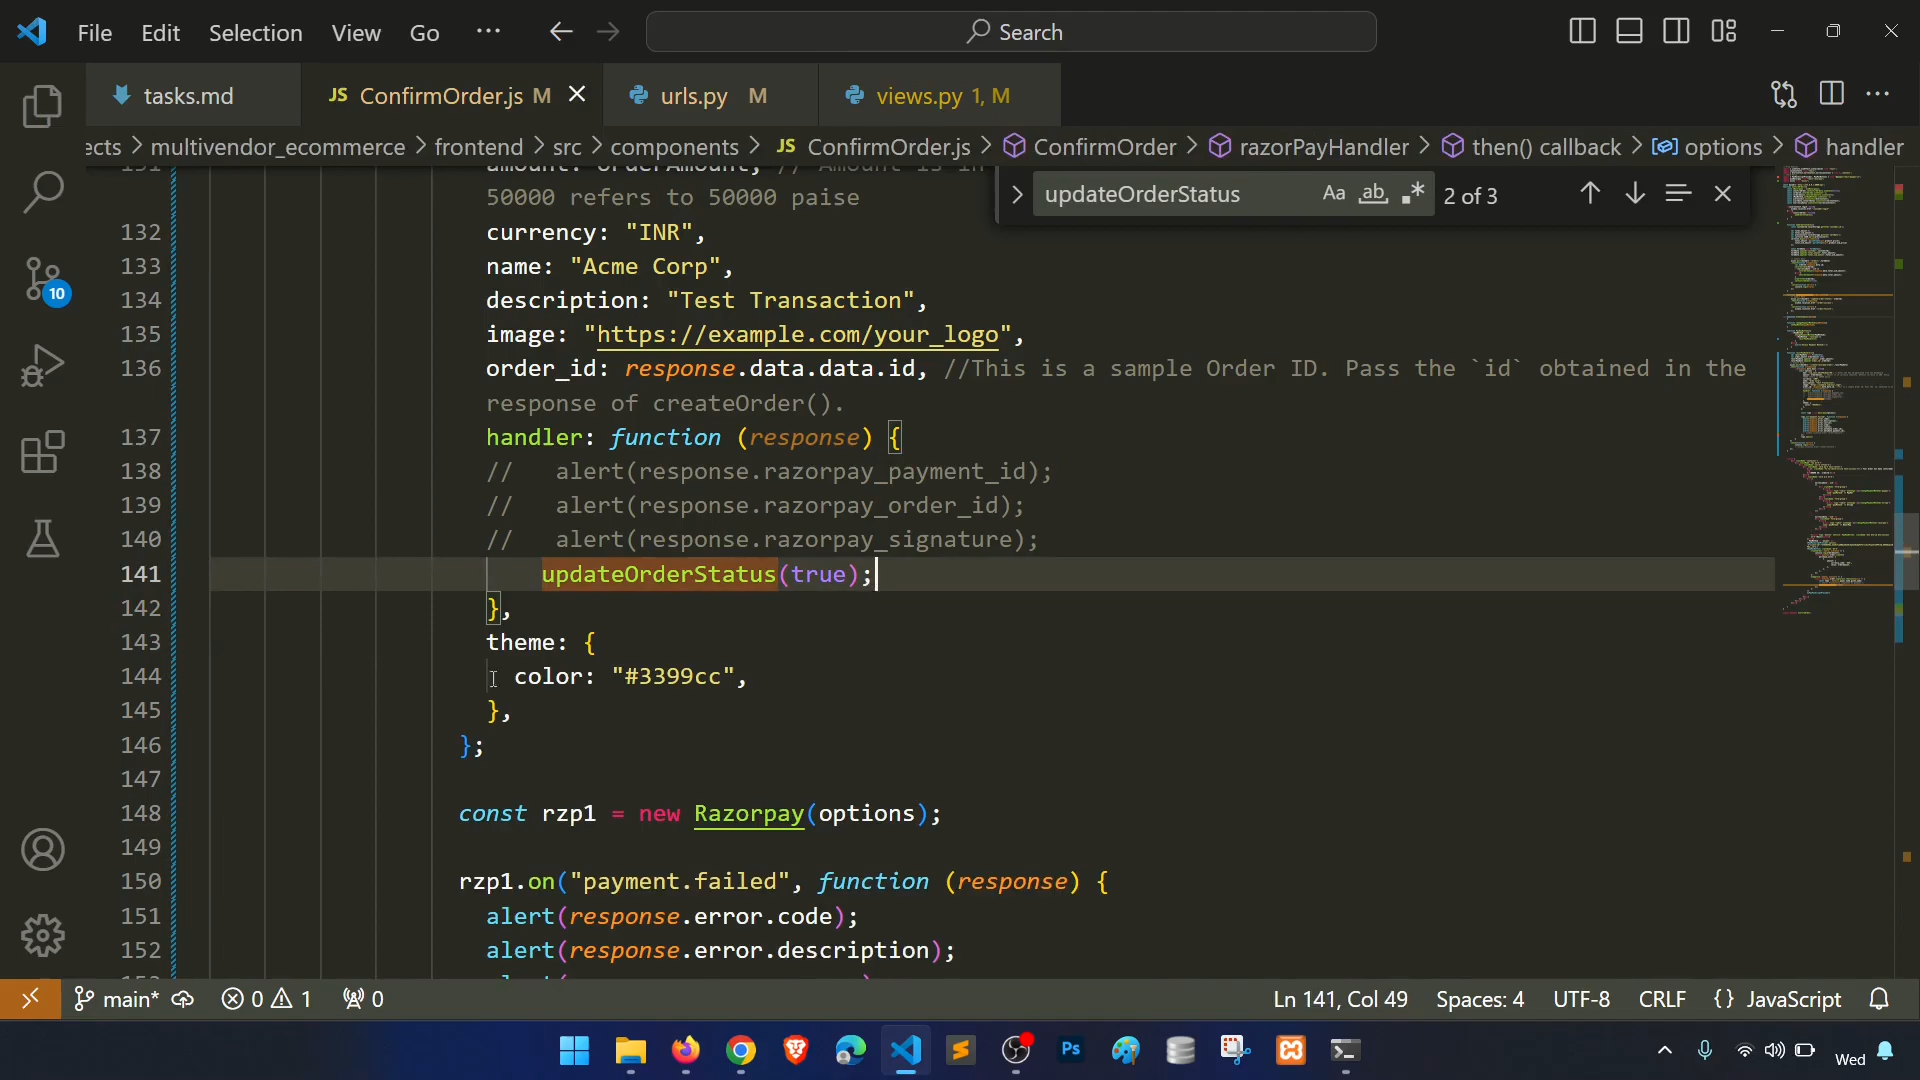 File Edit Selection View Go ··· Search
tasks.md JS ConfirmOrder.js M urls.py M views.py 1, M
ects > multivendor_ecommerce > frontend > src > components > JS ConfirmOrder.js > ConfirmOrder > razorPayHandler > then() callback > options > handler
updateOrderStatus Aa ab 2 of 3
50000 refers to 50000 paise
132 currency: "INR",
133 name: "Acme Corp",
134 description: "Test Transaction",
135 image: "https://example.com/your_logo",
136 order_id: response.data.data.id, //This is a sample Order ID. Pass the `id` obtained in the
response of createOrder().
137 handler: function (response) {
138 //   alert(response.razorpay_payment_id);
139 //   alert(response.razorpay_order_id);
140 //   alert(response.razorpay_signature);
141 updateOrderStatus(true);
142 },
143 theme: {
144 color: "#3399cc",
145 },
146 };
147
148 const rzp1 = new Razorpay(options);
149
150 rzp1.on("payment.failed", function (response) {
151 alert(response.error.code);
152 alert(response.error.description);
10
main* 0 1 0 Ln 141, Col 49 Spaces: 4 UTF-8 CRLF {} JavaScript
Ps Wed